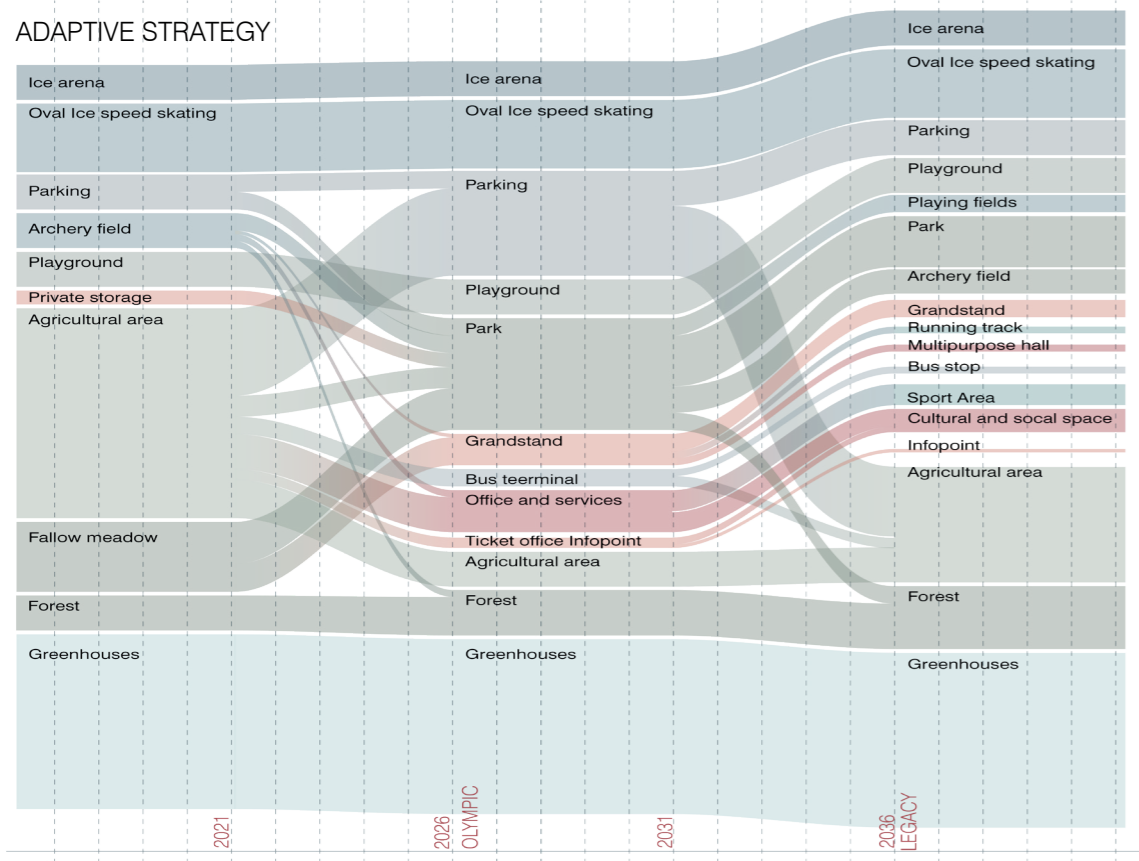 ADAPTIVE STRATEGY
Ice arena
Oval Ice speed skating
Parking
Archery field
Playground
Private storage
Agricultural area
Fallow meadow
Forest
Greenhouses
Ice arena
Oval Ice speed skating
Parking
Playground
Park
Grandstand
Bus teerminal
Office and services
Ticket office Infopoint
Agricultural area
Forest
Greenhouses
Ice arena
Oval Ice speed skating
Parking
Playground
Playing fields
Park
Archery field
Grandstand
Running track
Multipurpose hall
Bus stop
Sport Area
Cultural and socal space
Infopoint
Agricultural area
Forest
Greenhouses
2021
2026
OLYMPIC
2031
2036
LEGACY